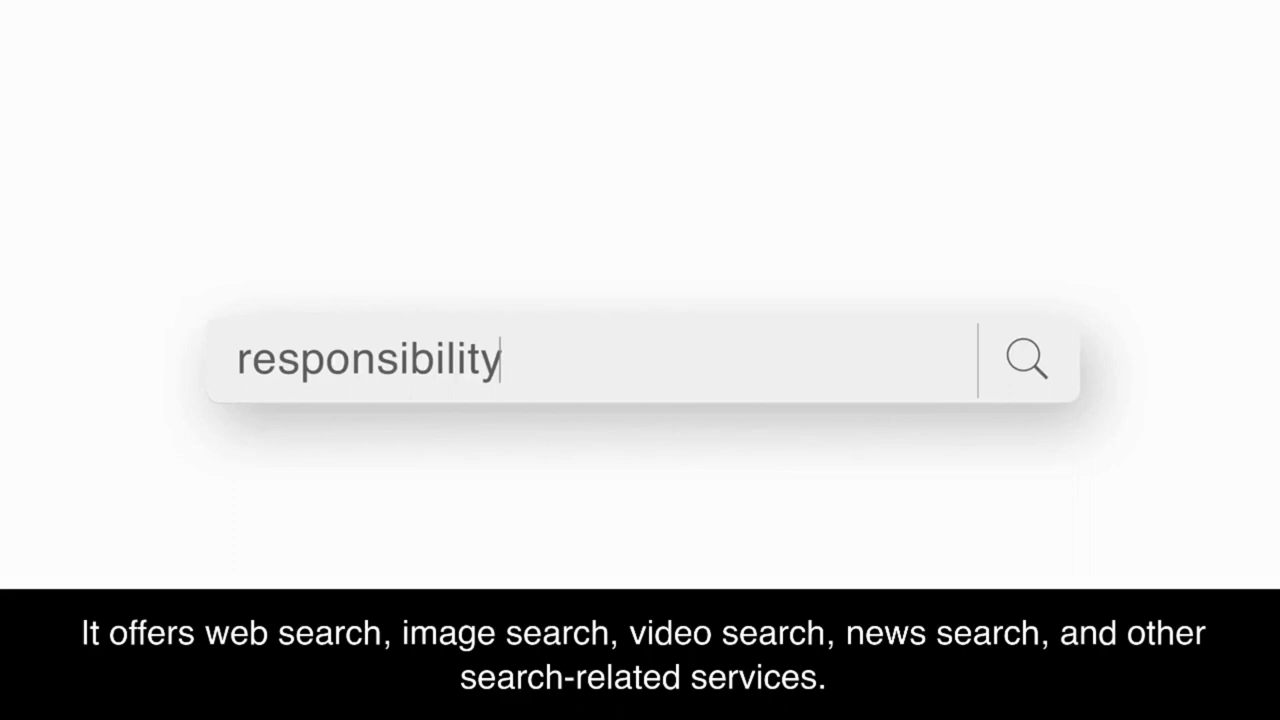 responsibility
It offers web search, image search, video search, news search, and other
search-related services.